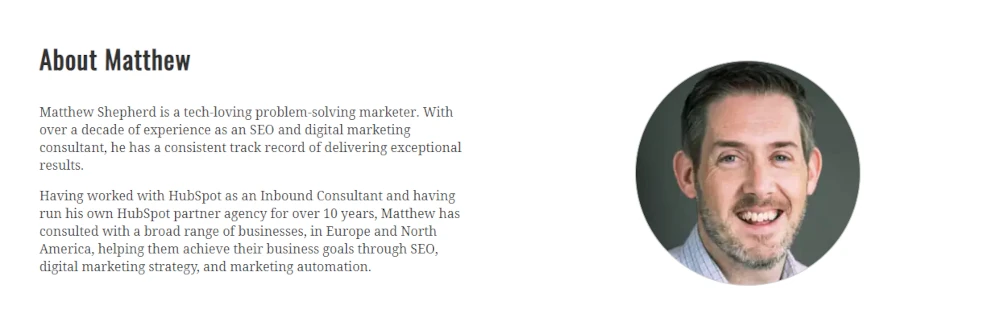 About Matthew
Matthew Shepherd is a tech-loving problem-solving marketer. With
over a decade of experience as an SEO and digital marketing
consultant, he has a consistent track record of delivering exceptional
results.
Having worked with HubSpot as an Inbound Consultant and having
run his own HubSpot partner agency for over 10 years, Matthew has
consulted with a broad range of businesses, in Europe and North
America, helping them achieve their business goals through SEO,
digital marketing strategy, and marketing automation.